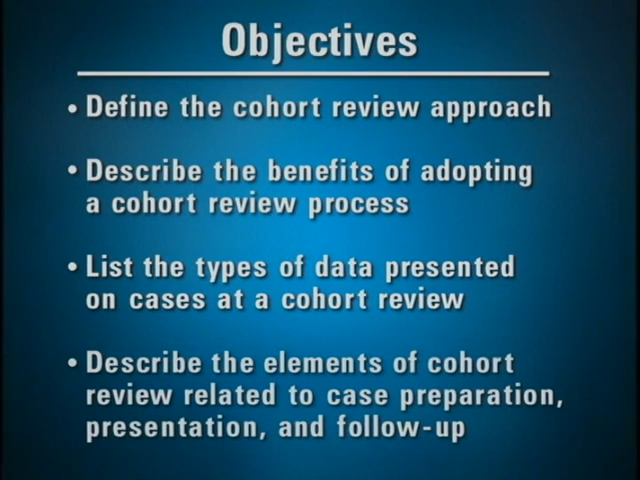 Objectives
• Define the cohort review approach
• Describe the benefits of adopting
a cohort review process
• List the types of data presented
on cases at a cohort review
• Describe the elements of cohort
review related to case preparation,
presentation, and follow-up